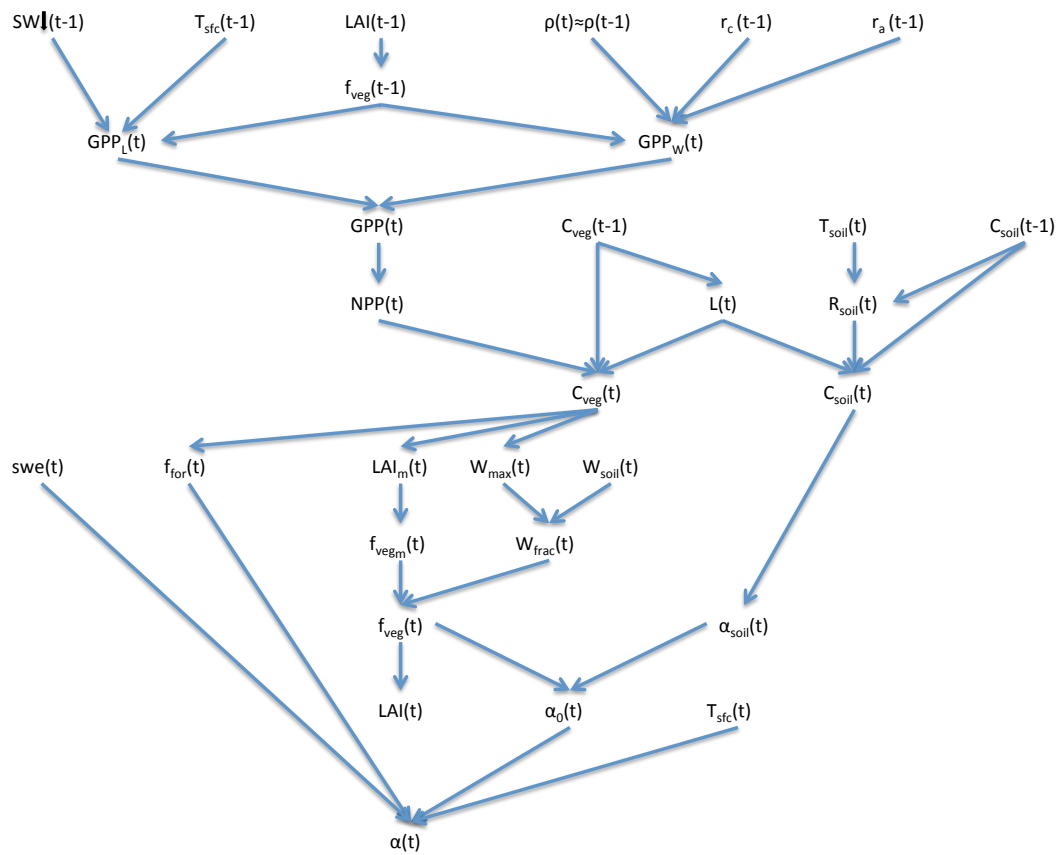 SW⬇(t-1) T_sfc(t-1) LAI(t-1) ρ(t)≈ρ(t-1) r_c(t-1) r_a(t-1)
f_veg(t-1)
GPP_L(t) GPP_W(t)
GPP(t) C_veg(t-1) T_soil(t) C_soil(t-1)
NPP(t) L(t) R_soil(t)
C_veg(t) C_soil(t)
swe(t) f_for(t) LAI_m(t) W_max(t) W_soil(t)
f_veg_m(t) W_frac(t)
f_veg(t) α_soil(t)
LAI(t) α_0(t) T_sfc(t)
α(t)